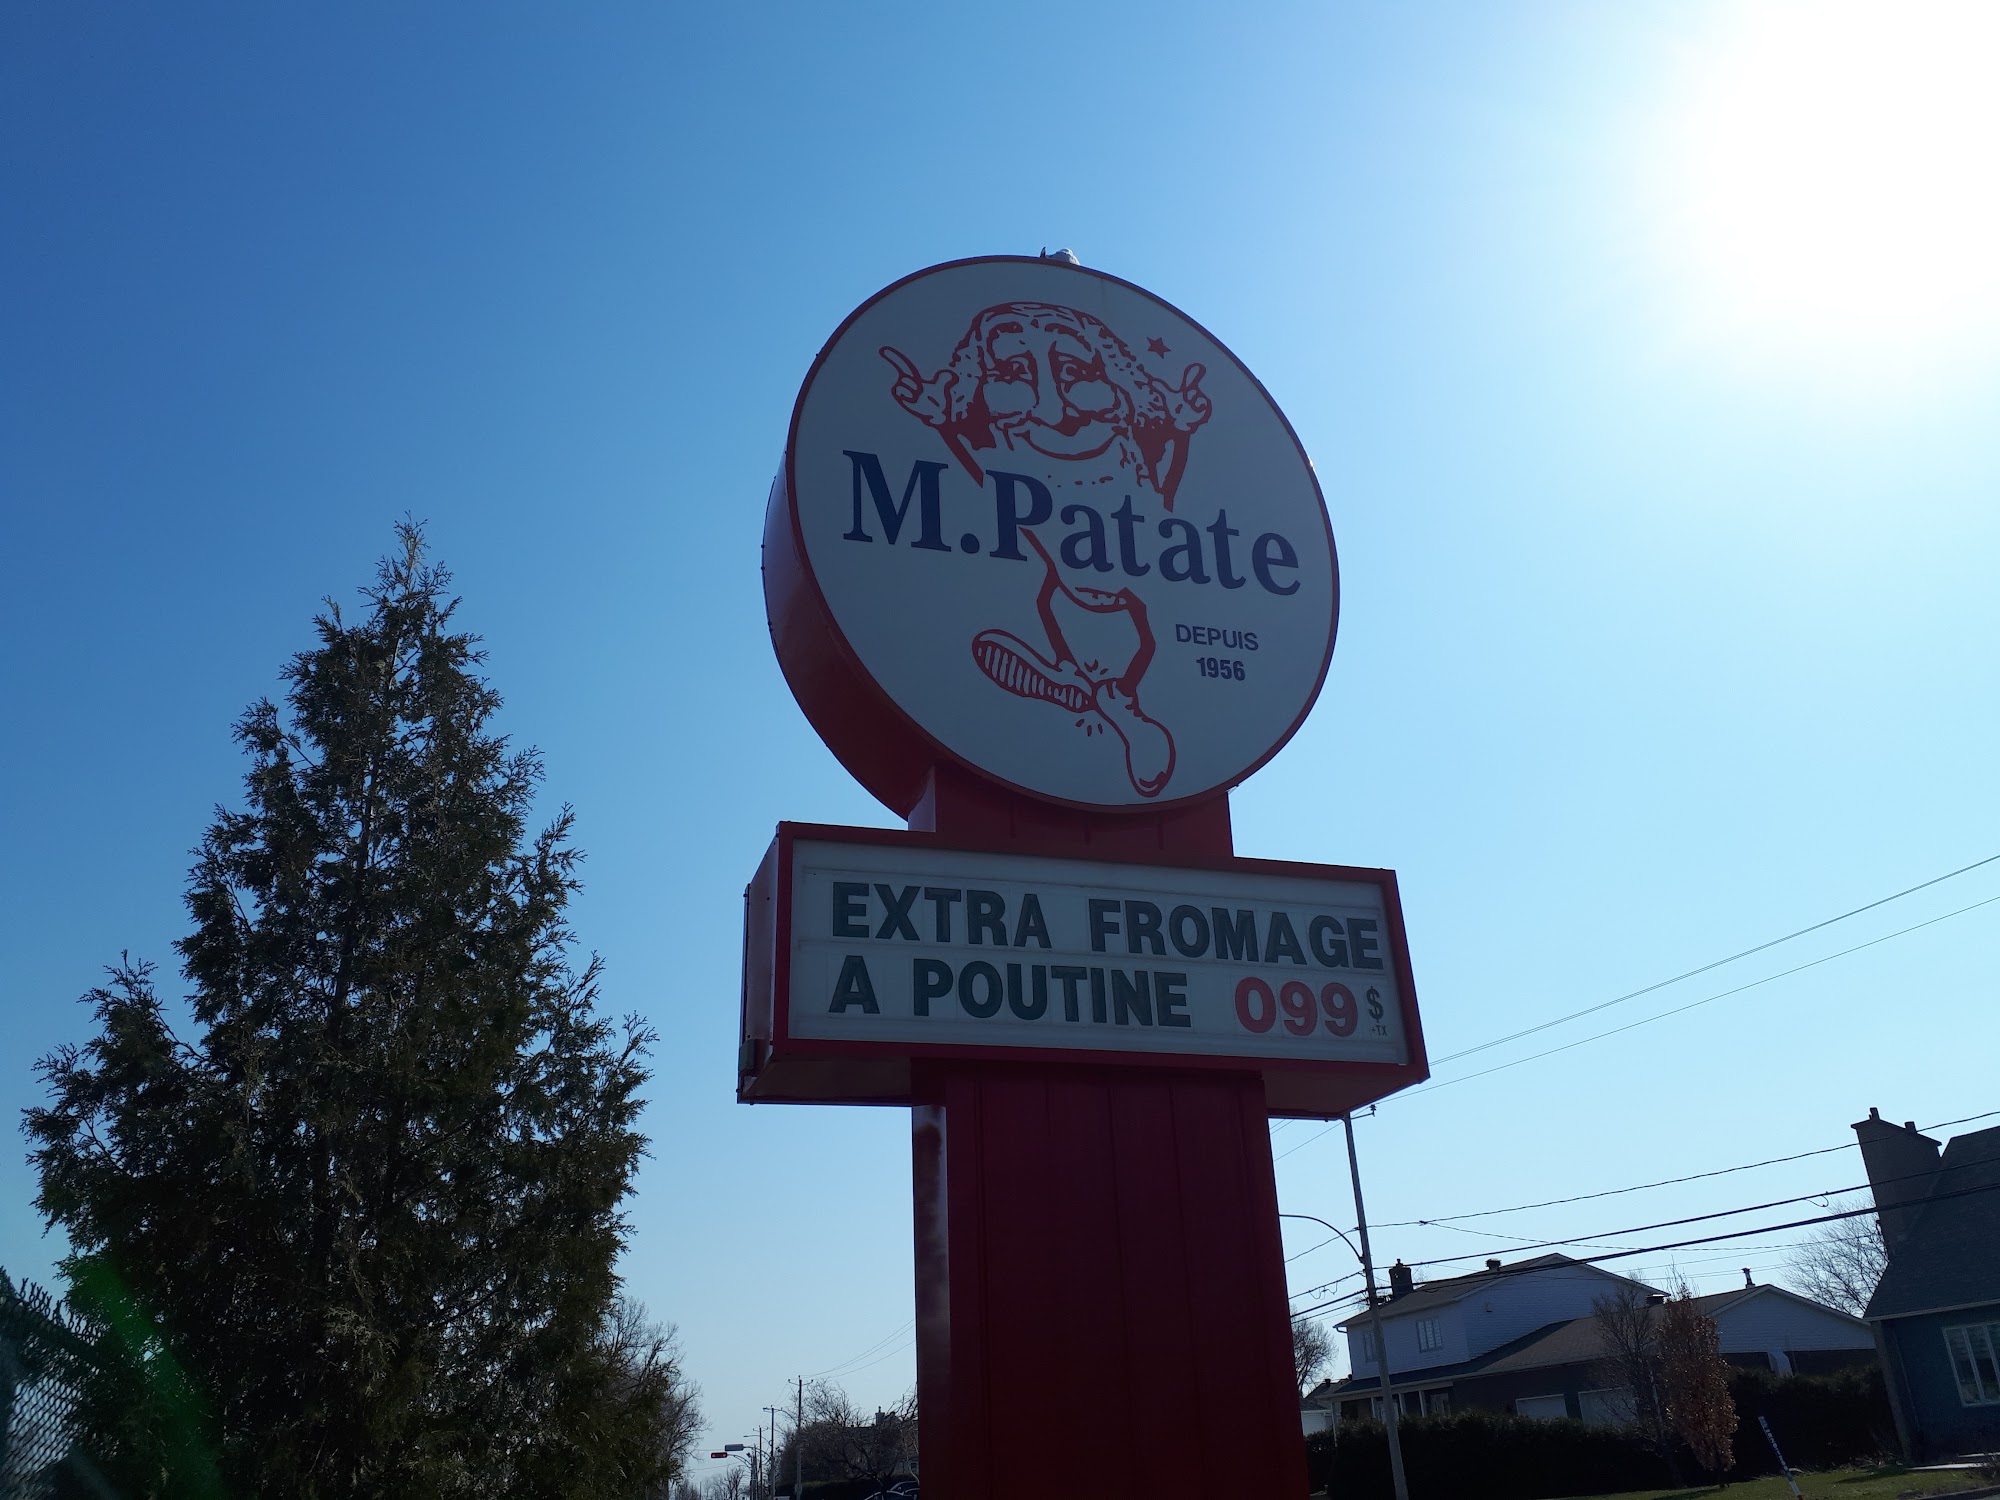 M.Patate
DEPUIS
1956
EXTRA FROMAGE
A POUTINE 099 $
+TX